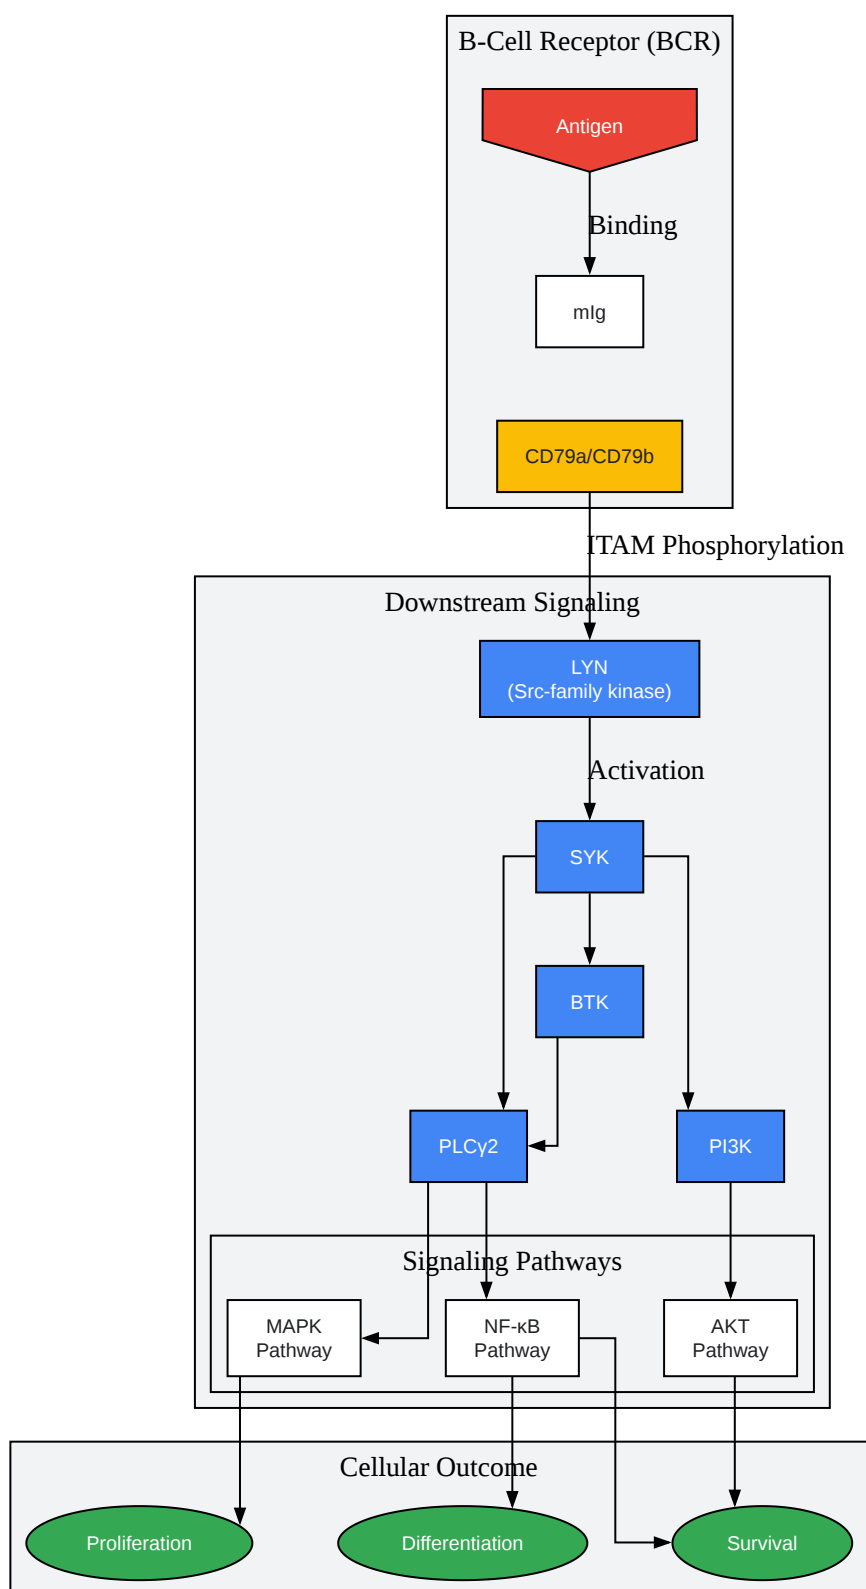 B-Cell Receptor (BCR)
Antigen
Binding
mIg
CD79a/CD79b
ITAM Phosphorylation
Downstream Signaling
LYN
(Src-family kinase)
Activation
SYK
BTK
PLCγ2
PI3K
Signaling Pathways
MAPK
Pathway
NF-κB
Pathway
AKT
Pathway
Cellular Outcome
Proliferation
Differentiation
Survival